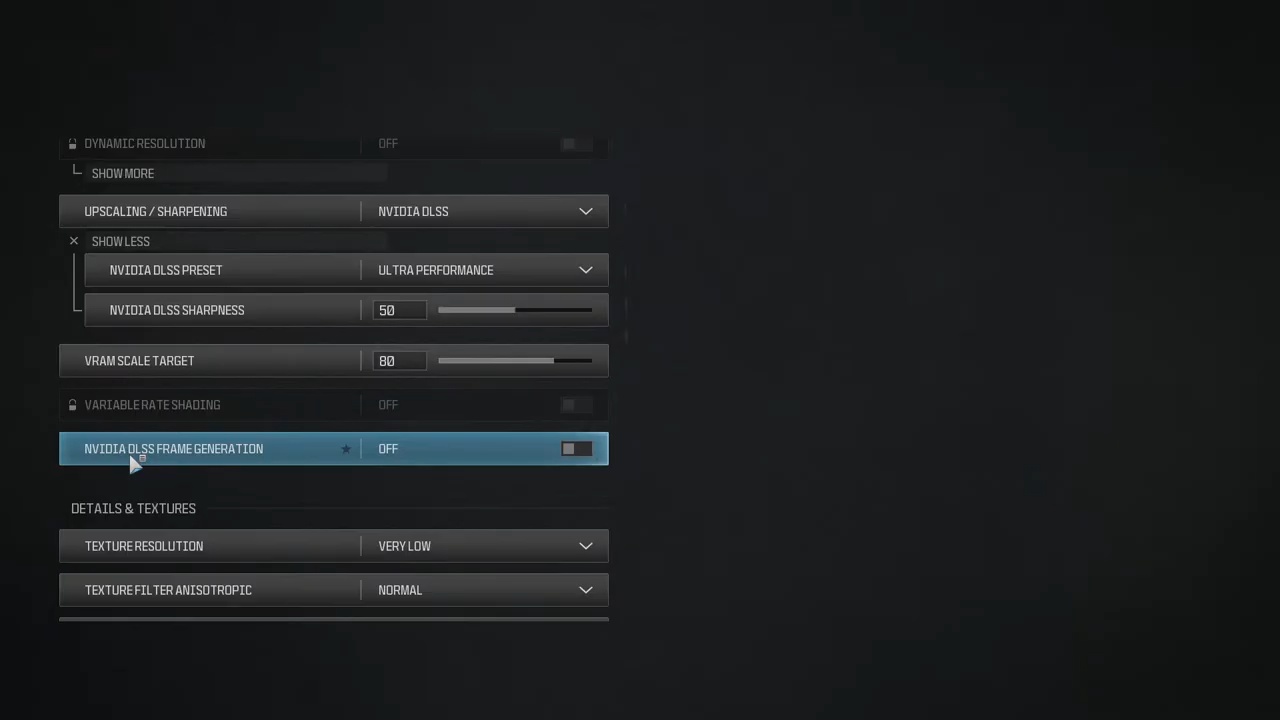 DYNAMIC RESOLUTION OFF
SHOW MORE
UPSCALING / SHARPENING NVIDIA DLSS
SHOW LESS
NVIDIA DLSS PRESET ULTRA PERFORMANCE
NVIDIA DLSS SHARPNESS 50
VRAM SCALE TARGET 80
VARIABLE RATE SHADING OFF
NVIDIA DLSS FRAME GENERATION OFF
DETAILS & TEXTURES
TEXTURE RESOLUTION VERY LOW
TEXTURE FILTER ANISOTROPIC NORMAL